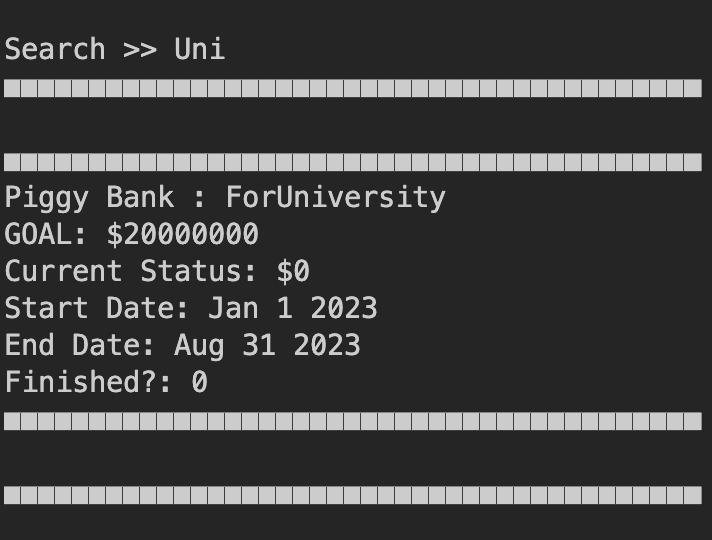 Search >> Uni
Piggy Bank : ForUniversity
GOAL: $20000000
Current Status: $0
Start Date: Jan 1 2023
End Date: Aug 31 2023
Finished?: 0